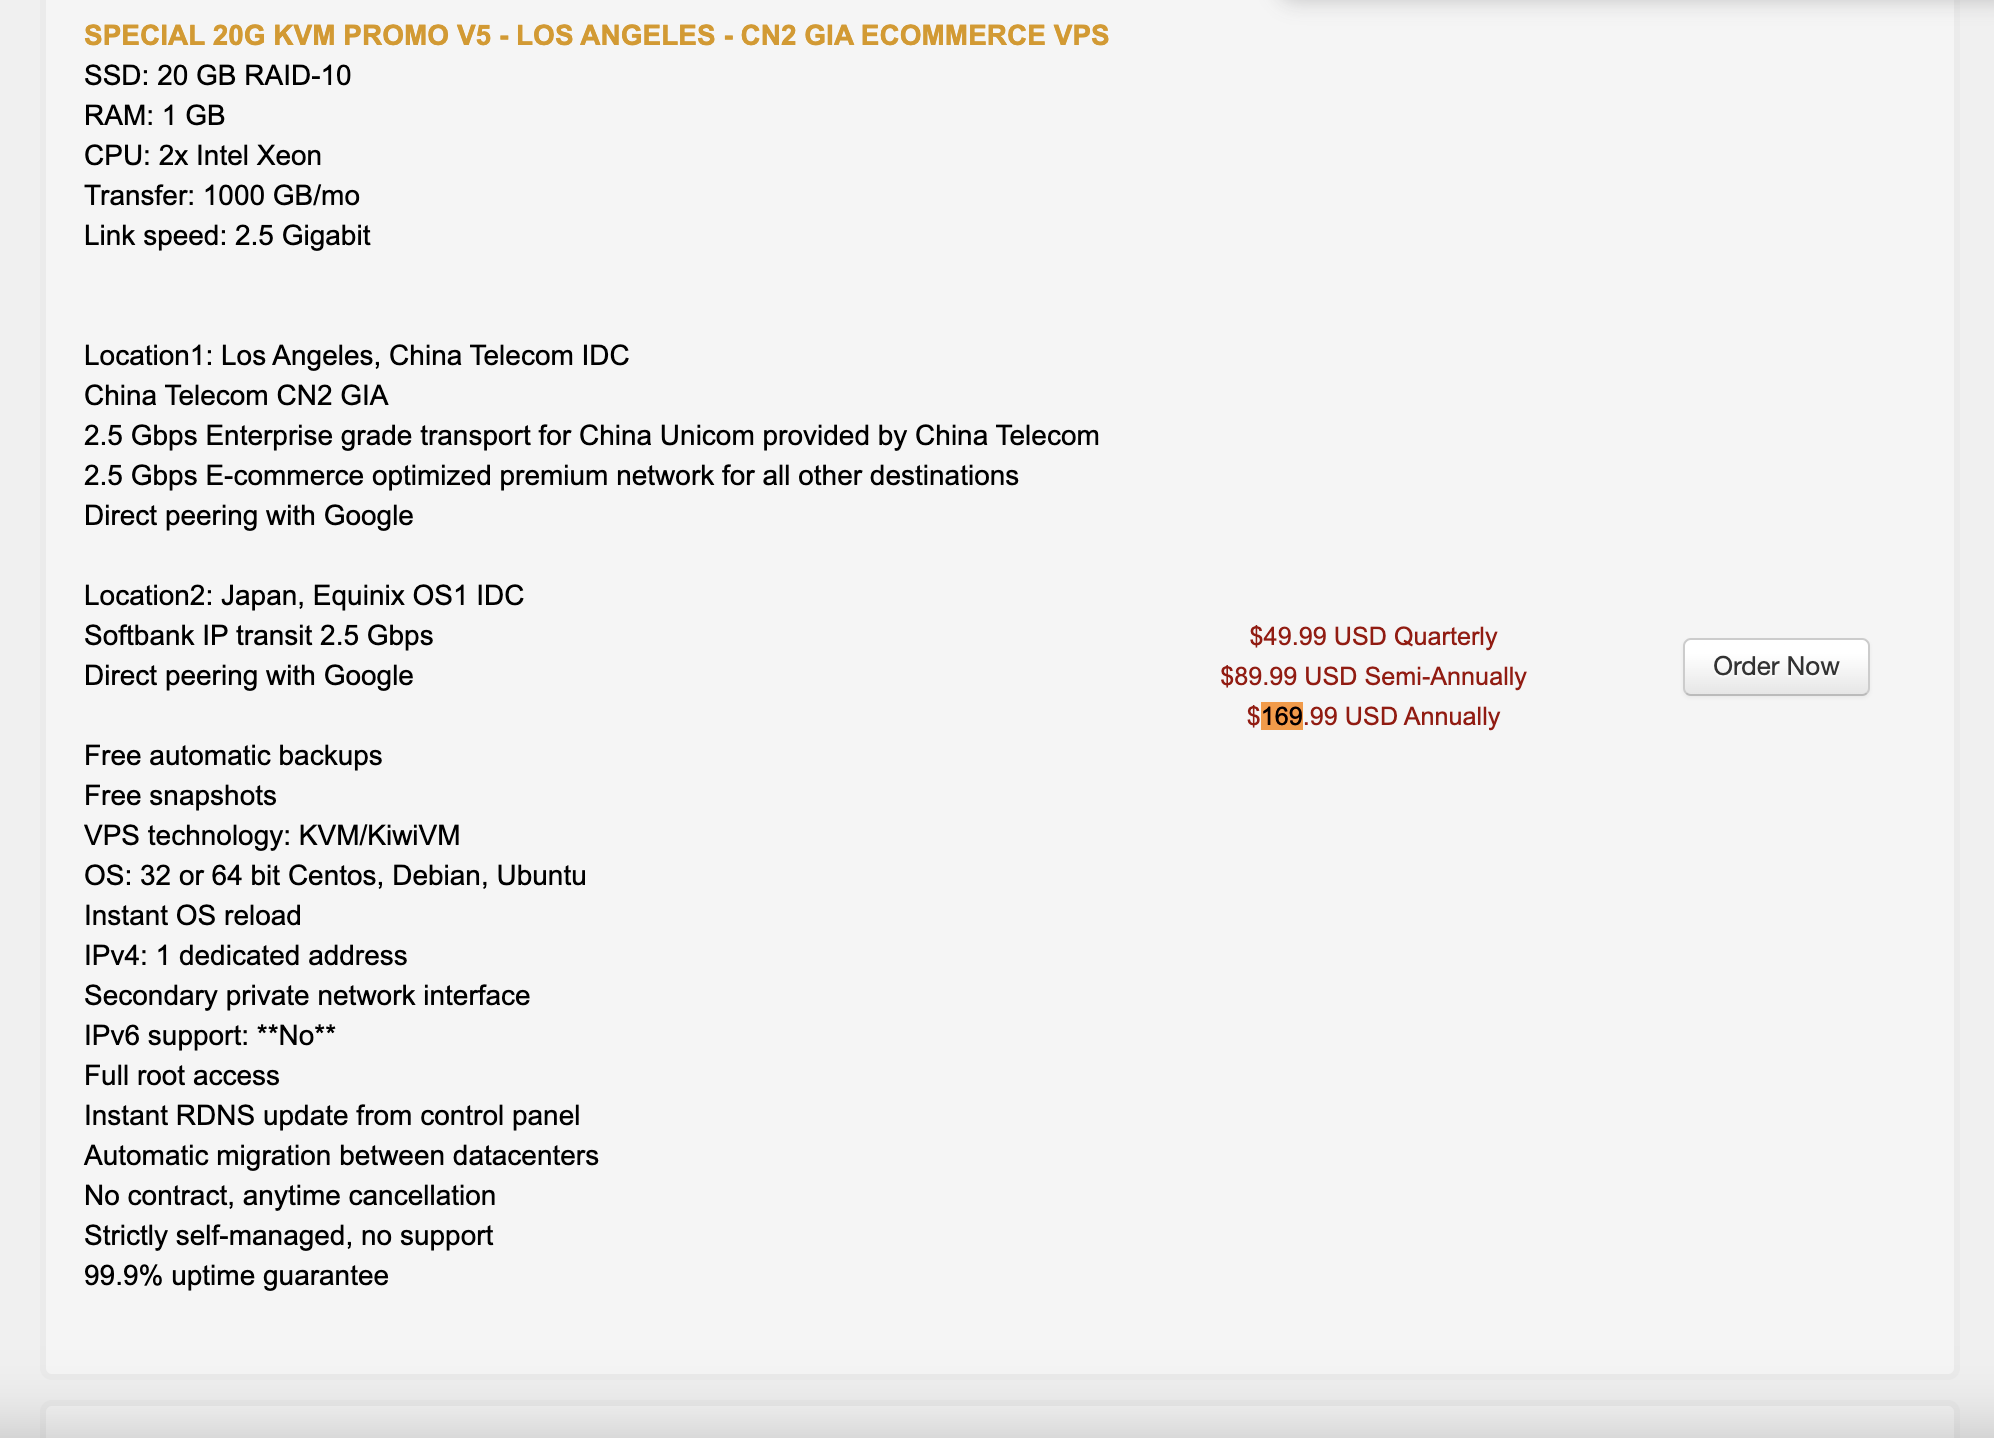 SPECIAL 20G KVM PROMO V5 - LOS ANGELES - CN2 GIA ECOMMERCE VPS
SSD: 20 GB RAID-10
RAM: 1 GB
CPU: 2x Intel Xeon
Transfer: 1000 GB/mo
Link speed: 2.5 Gigabit
Location1: Los Angeles, China Telecom IDC
China Telecom CN2 GIA
2.5 Gbps Enterprise grade transport for China Unicom provided by China Telecom
2.5 Gbps E-commerce optimized premium network for all other destinations
Direct peering with Google
Location2: Japan, Equinix OS1 IDC
Softbank IP transit 2.5 Gbps
Direct peering with Google
Free automatic backups
Free snapshots
VPS technology: KVM/KiwiVM
OS: 32 or 64 bit Centos, Debian, Ubuntu
Instant OS reload
IPv4: 1 dedicated address
Secondary private network interface
IPv6 support: **No**
Full root access
Instant RDNS update from control panel
Automatic migration between datacenters
No contract, anytime cancellation
Strictly self-managed, no support
99.9% uptime guarantee
$49.99 USD Quarterly
$89.99 USD Semi-Annually
$169.99 USD Annually
Order Now